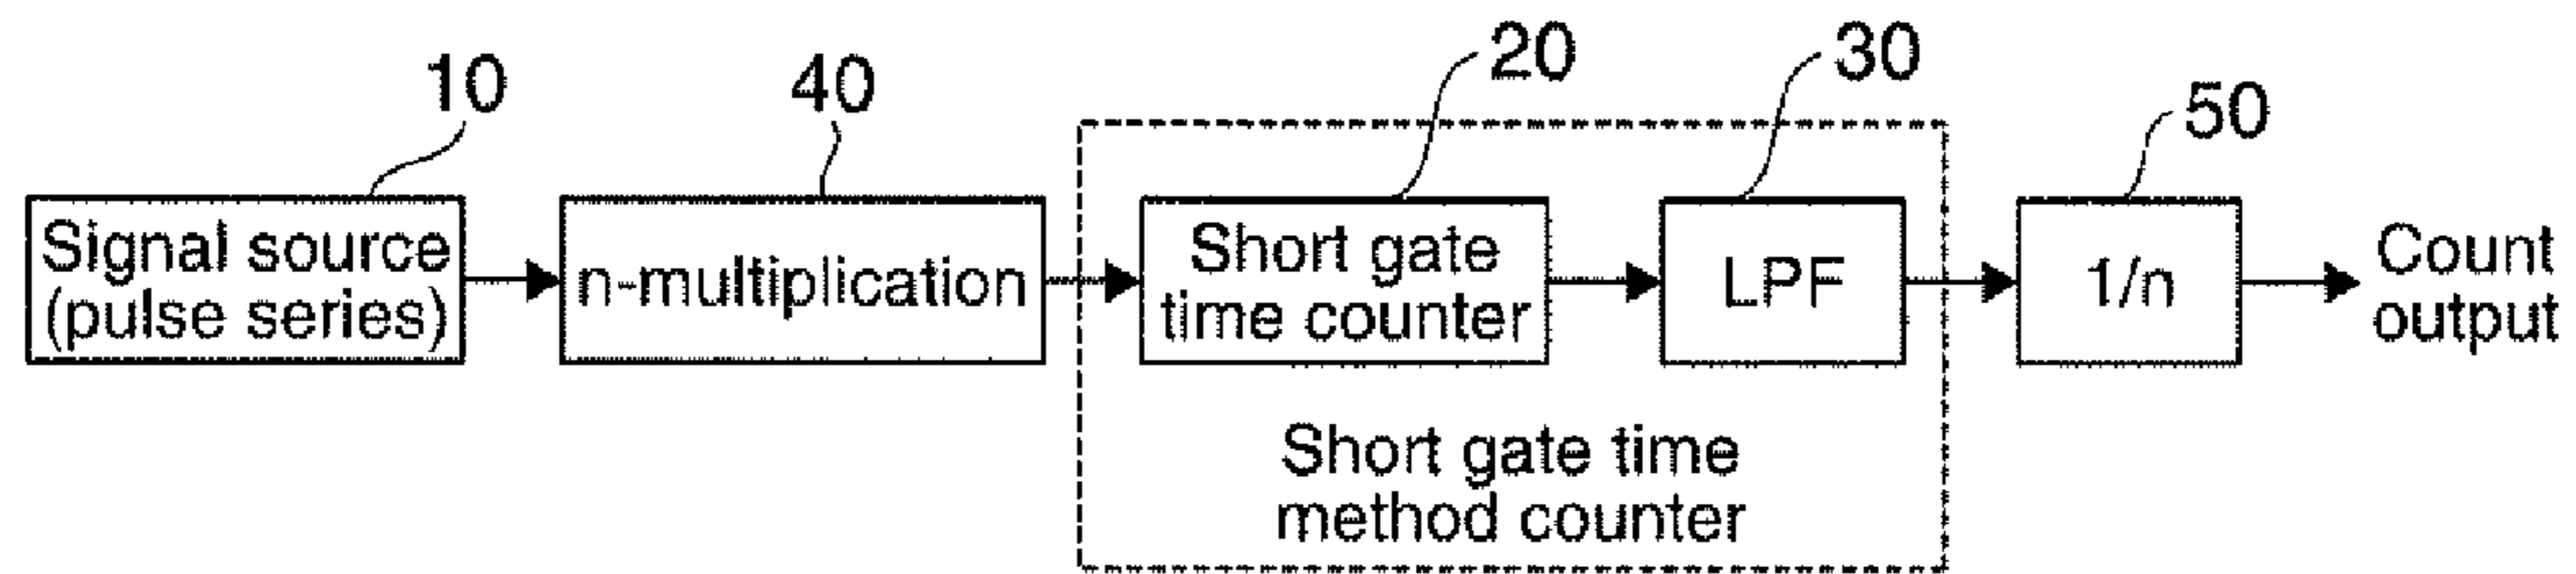 10
40
20
30
50
Signal source
(pulse series)
n-multiplication
Short gate
time counter
LPF
1/n
Count
output
Short gate time
method counter